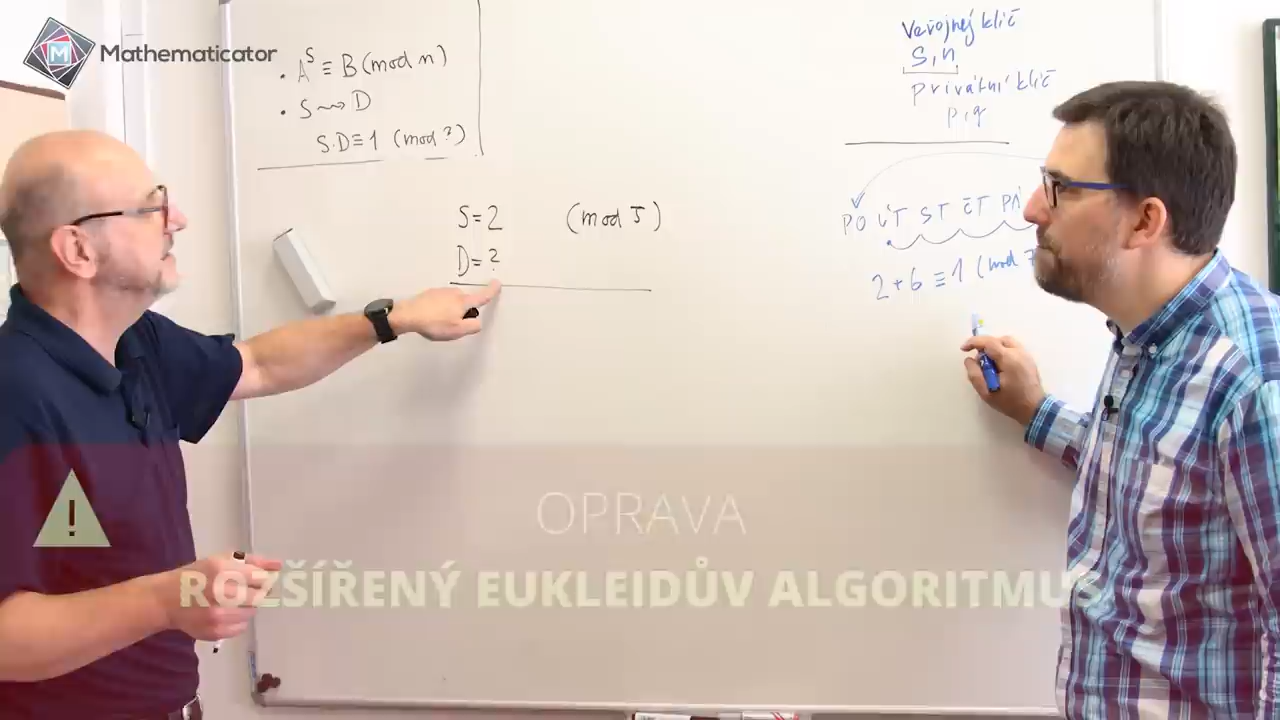 Mathematicator
• A^S ≡ B (mod n)
• S ⇝ D
S·D ≡ 1 (mod ?)
S=2 (mod 5)
D=?
Veřejnej klíč
S, n
Privátní klíč
p, q
PO ÚT ST ČT PÁ
2+6 ≡ 1 (mod 7
OPRAVA
ROZŠÍŘENÝ EUKLEIDŮV ALGORITMUS